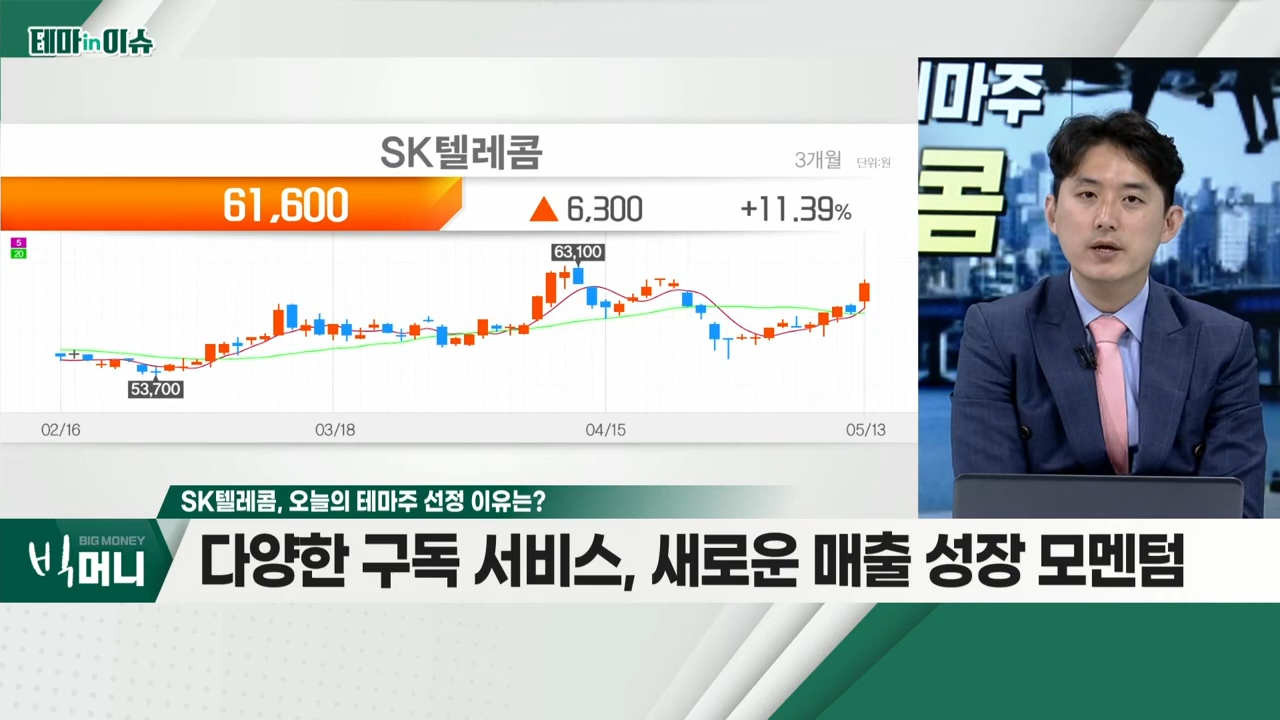 테마in이슈
SK텔레콤
3개월 단위:원
61,600 ▲ 6,300 +11.39%
5
20
63,100
53,700
02/16 03/18 04/15 05/13
마주
콤
SK텔레콤, 오늘의 테마주 선정 이유는?
BIG MONEY
빅머니
다양한 구독 서비스, 새로운 매출 성장 모멘텀